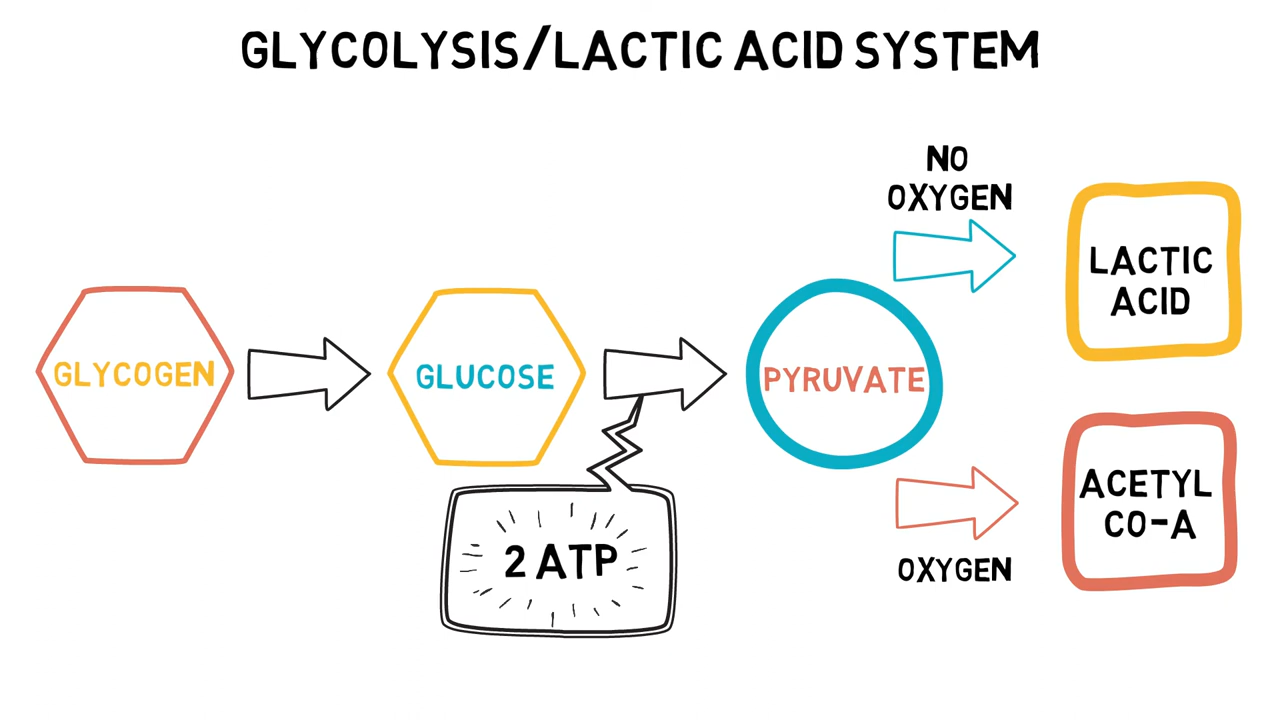 GLYCOLYSIS/LACTIC ACID SYSTEM
NO
OXYGEN
LACTIC
ACID
GLYCOGEN
GLUCOSE
PYRUVATE
2 ATP
ACETYL
CO-A
OXYGEN